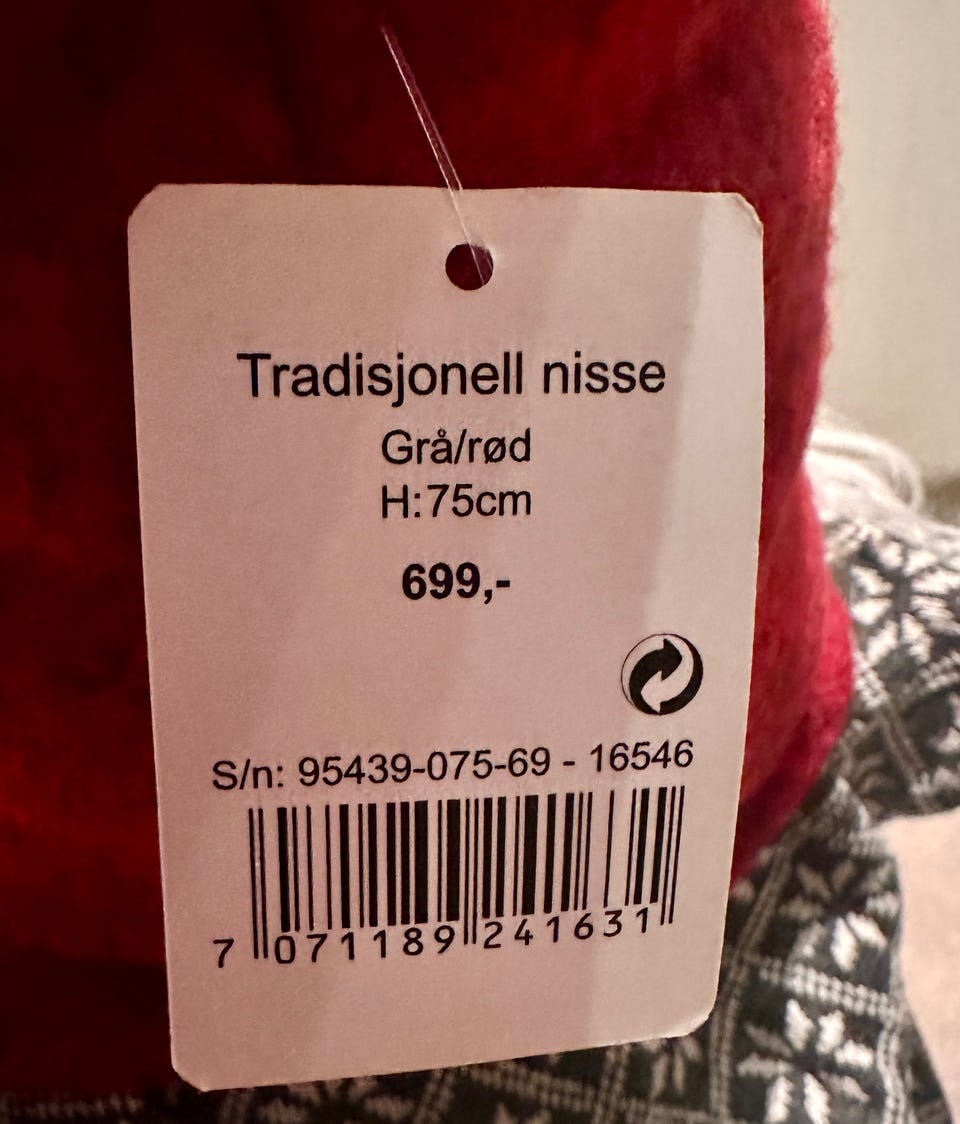 Tradisjonell nisse
Grå/rød
H:75cm
699,-
S/n: 95439-075-69 - 16546
7 071189 241631